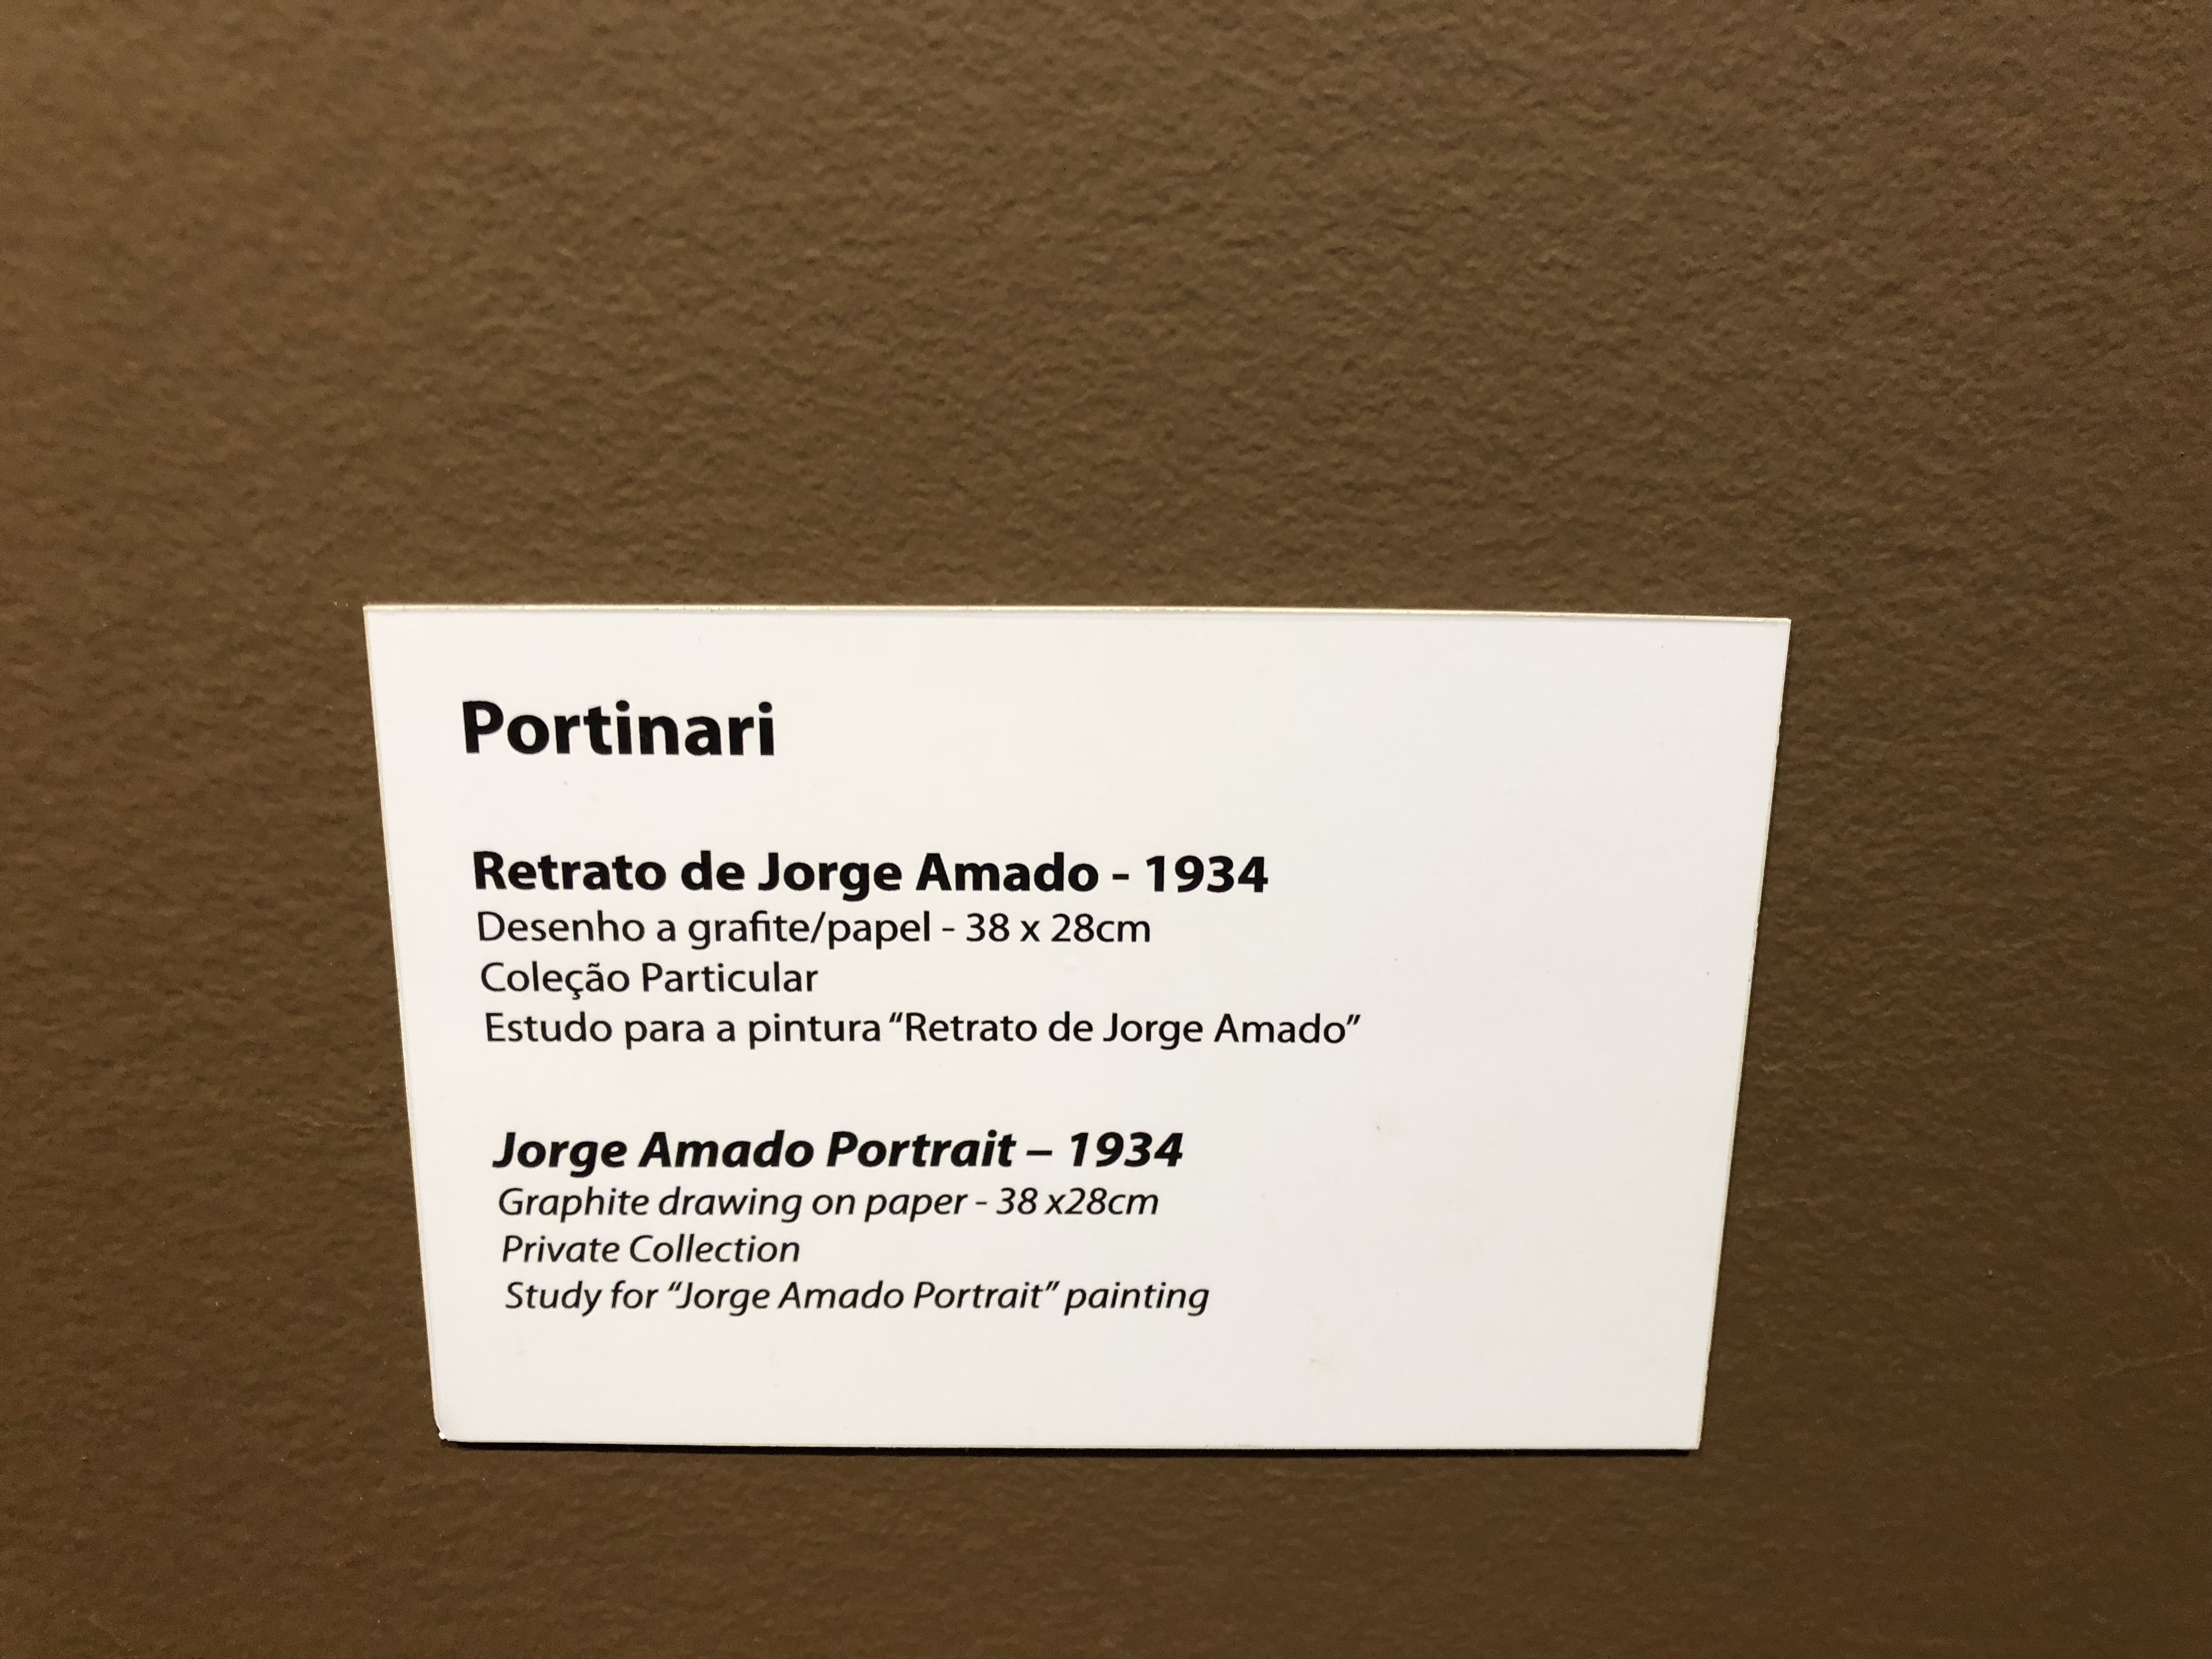 Portinari
Retrato de Jorge Amado - 1934
Desenho a grafite/papel - 38 x 28cm
Coleção Particular
Estudo para a pintura “Retrato de Jorge Amado”
Jorge Amado Portrait – 1934
Graphite drawing on paper - 38 x28cm
Private Collection
Study for “Jorge Amado Portrait” painting